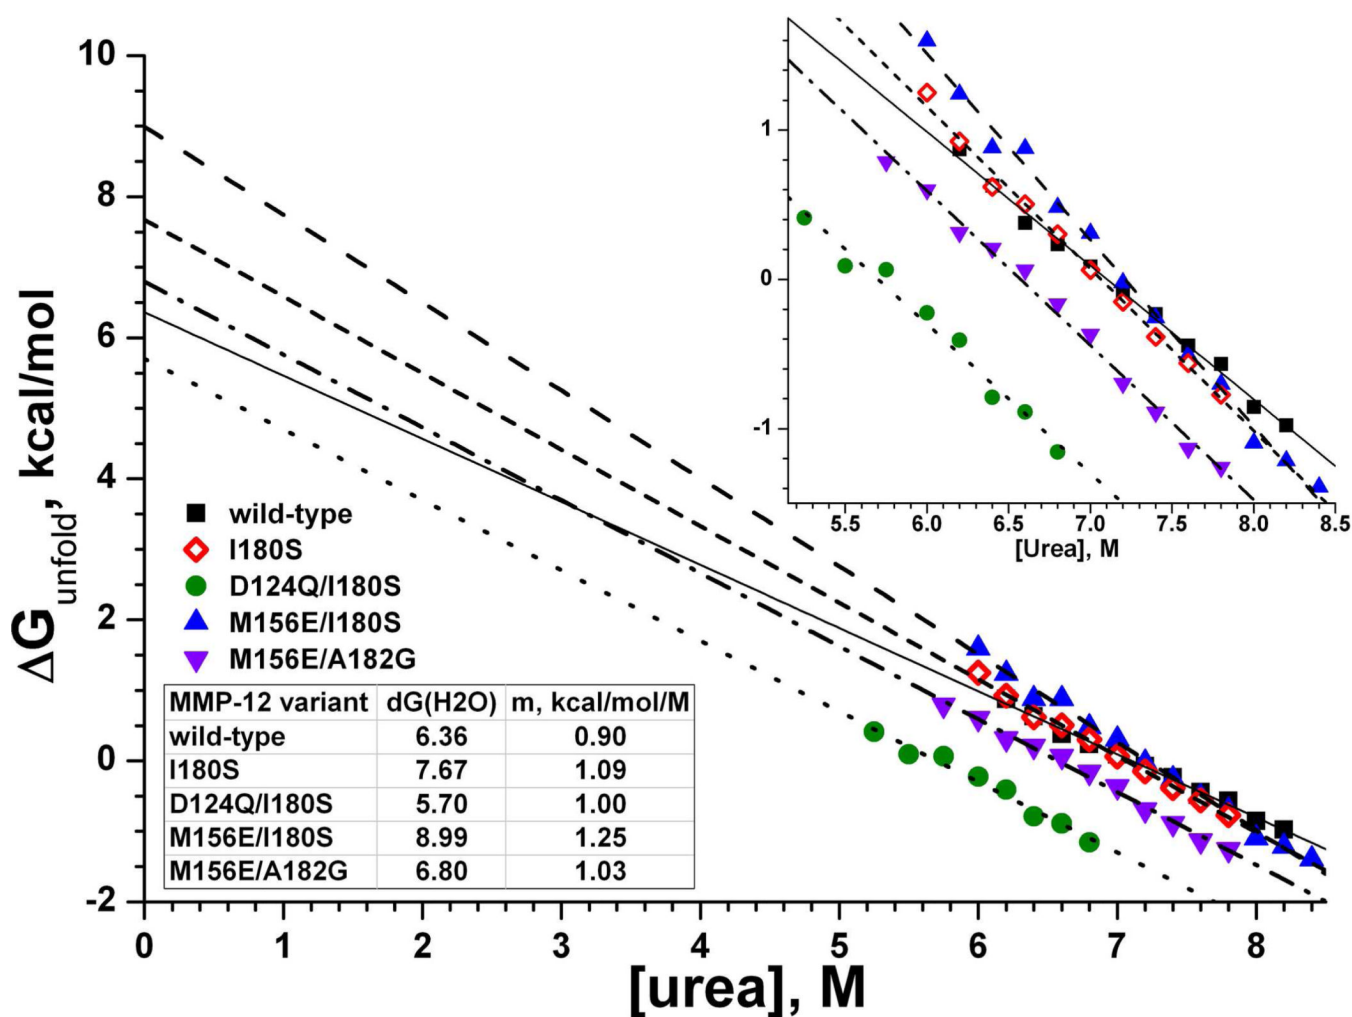 10
8
6
4
2
0
-2
ΔGunfold, kcal/mol
0 1 2 3 4 5 6 7 8
[urea], M
wild-type
I180S
D124Q/I180S
M156E/I180S
M156E/A182G
MMP-12 variant dG(H2O) m, kcal/mol/M
wild-type 6.36 0.90
I180S 7.67 1.09
D124Q/I180S 5.70 1.00
M156E/I180S 8.99 1.25
M156E/A182G 6.80 1.03
1
0
-1
5.5 6.0 6.5 7.0 7.5 8.0 8.5
[Urea], M